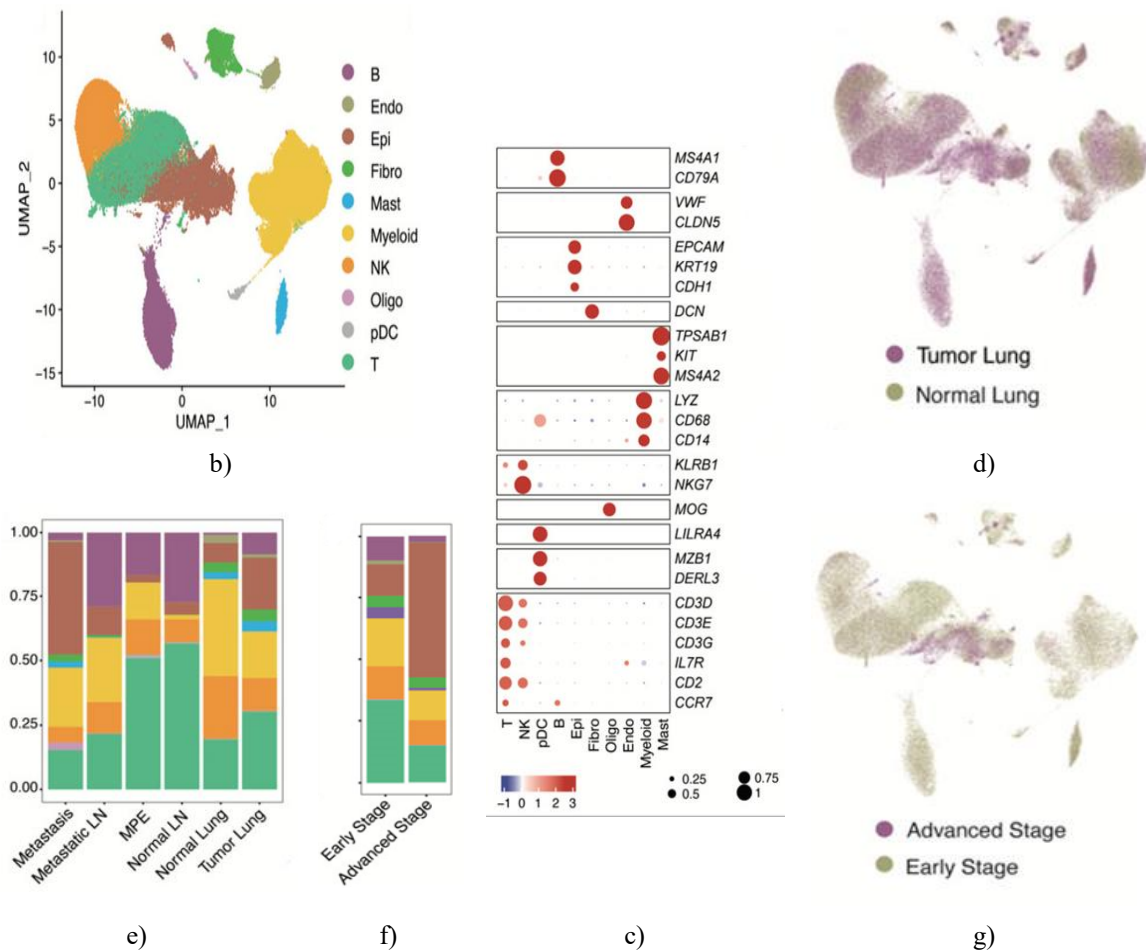 10
5
0
−5
−10
−15
UMAP_2
−10
0
10
UMAP_1
B
Endo
Epi
Fibro
Mast
Myeloid
NK
Oligo
pDC
T
b)
MS4A1
CD79A
VWF
CLDN5
EPCAM
KRT19
CDH1
DCN
TPSAB1
KIT
MS4A2
LYZ
CD68
CD14
KLRB1
NKG7
MOG
LILRA4
MZB1
DERL3
CD3D
CD3E
CD3G
IL7R
CD2
CCR7
T
NK
pDC
B
Epi
Fibro
Oligo
Endo
Myeloid
Mast
−1 0 1 2 3
0.25
0.5
0.75
1
c)
Tumor Lung
Normal Lung
d)
1.00
0.75
0.50
0.25
0.00
Metastasis
Metastatic LN
MPE
Normal LN
Normal Lung
Tumor Lung
e)
Early Stage
Advanced Stage
f)
Advanced Stage
Early Stage
g)